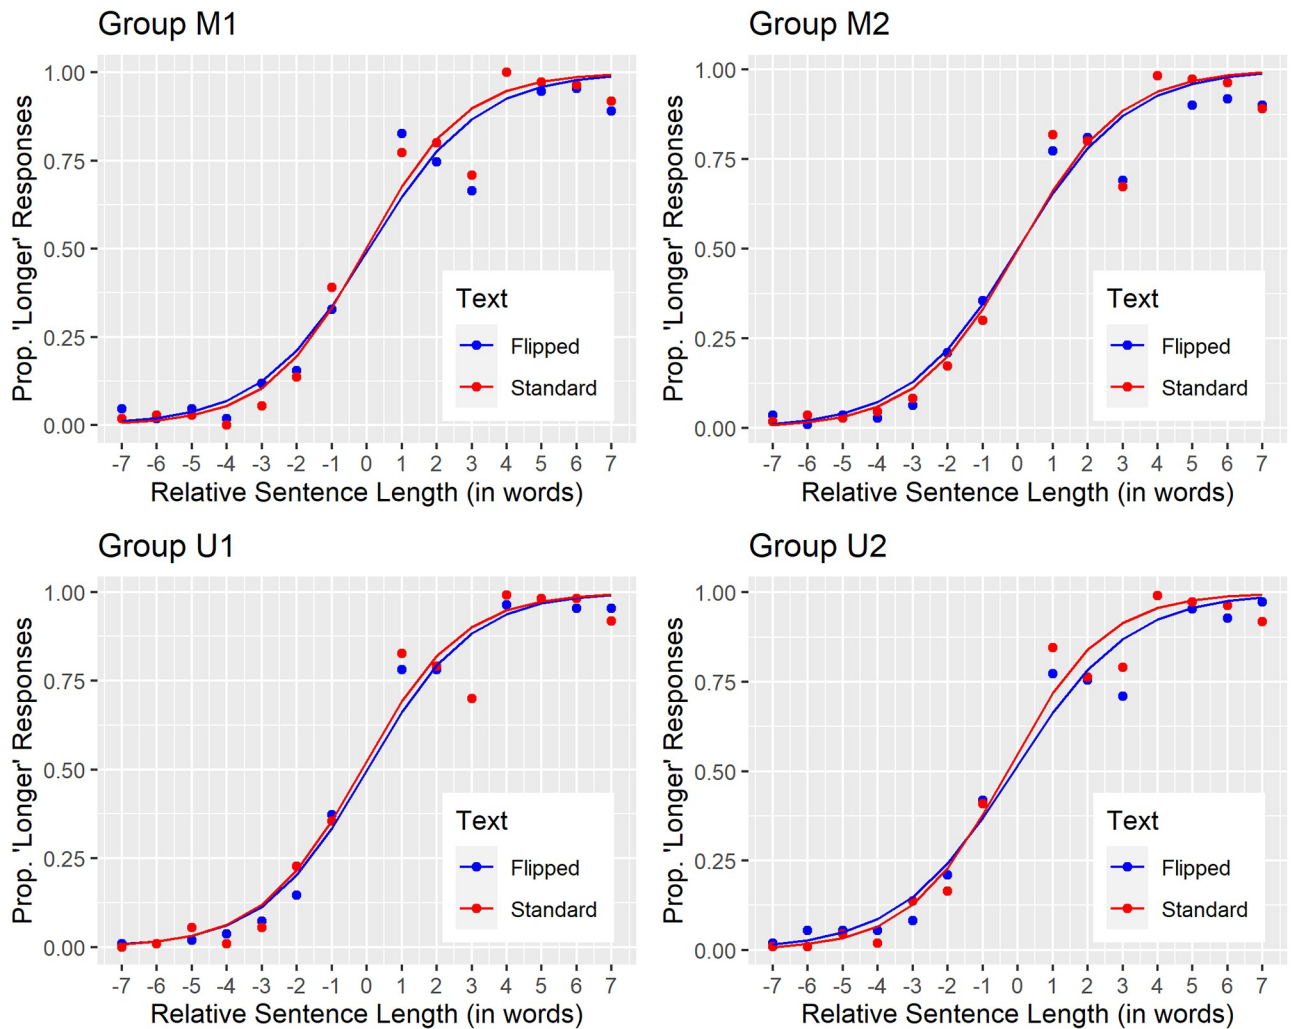 Group M1
Prop. 'Longer' Responses
1.00
0.75
0.50
0.25
0.00
Text
Flipped
Standard
-7 -6 -5 -4 -3 -2 -1 0 1 2 3 4 5 6 7
Relative Sentence Length (in words)
Group M2
Prop. 'Longer' Responses
1.00
0.75
0.50
0.25
0.00
Text
Flipped
Standard
-7 -6 -5 -4 -3 -2 -1 0 1 2 3 4 5 6 7
Relative Sentence Length (in words)
Group U1
Prop. 'Longer' Responses
1.00
0.75
0.50
0.25
0.00
Text
Flipped
Standard
-7 -6 -5 -4 -3 -2 -1 0 1 2 3 4 5 6 7
Relative Sentence Length (in words)
Group U2
Prop. 'Longer' Responses
1.00
0.75
0.50
0.25
0.00
Text
Flipped
Standard
-7 -6 -5 -4 -3 -2 -1 0 1 2 3 4 5 6 7
Relative Sentence Length (in words)